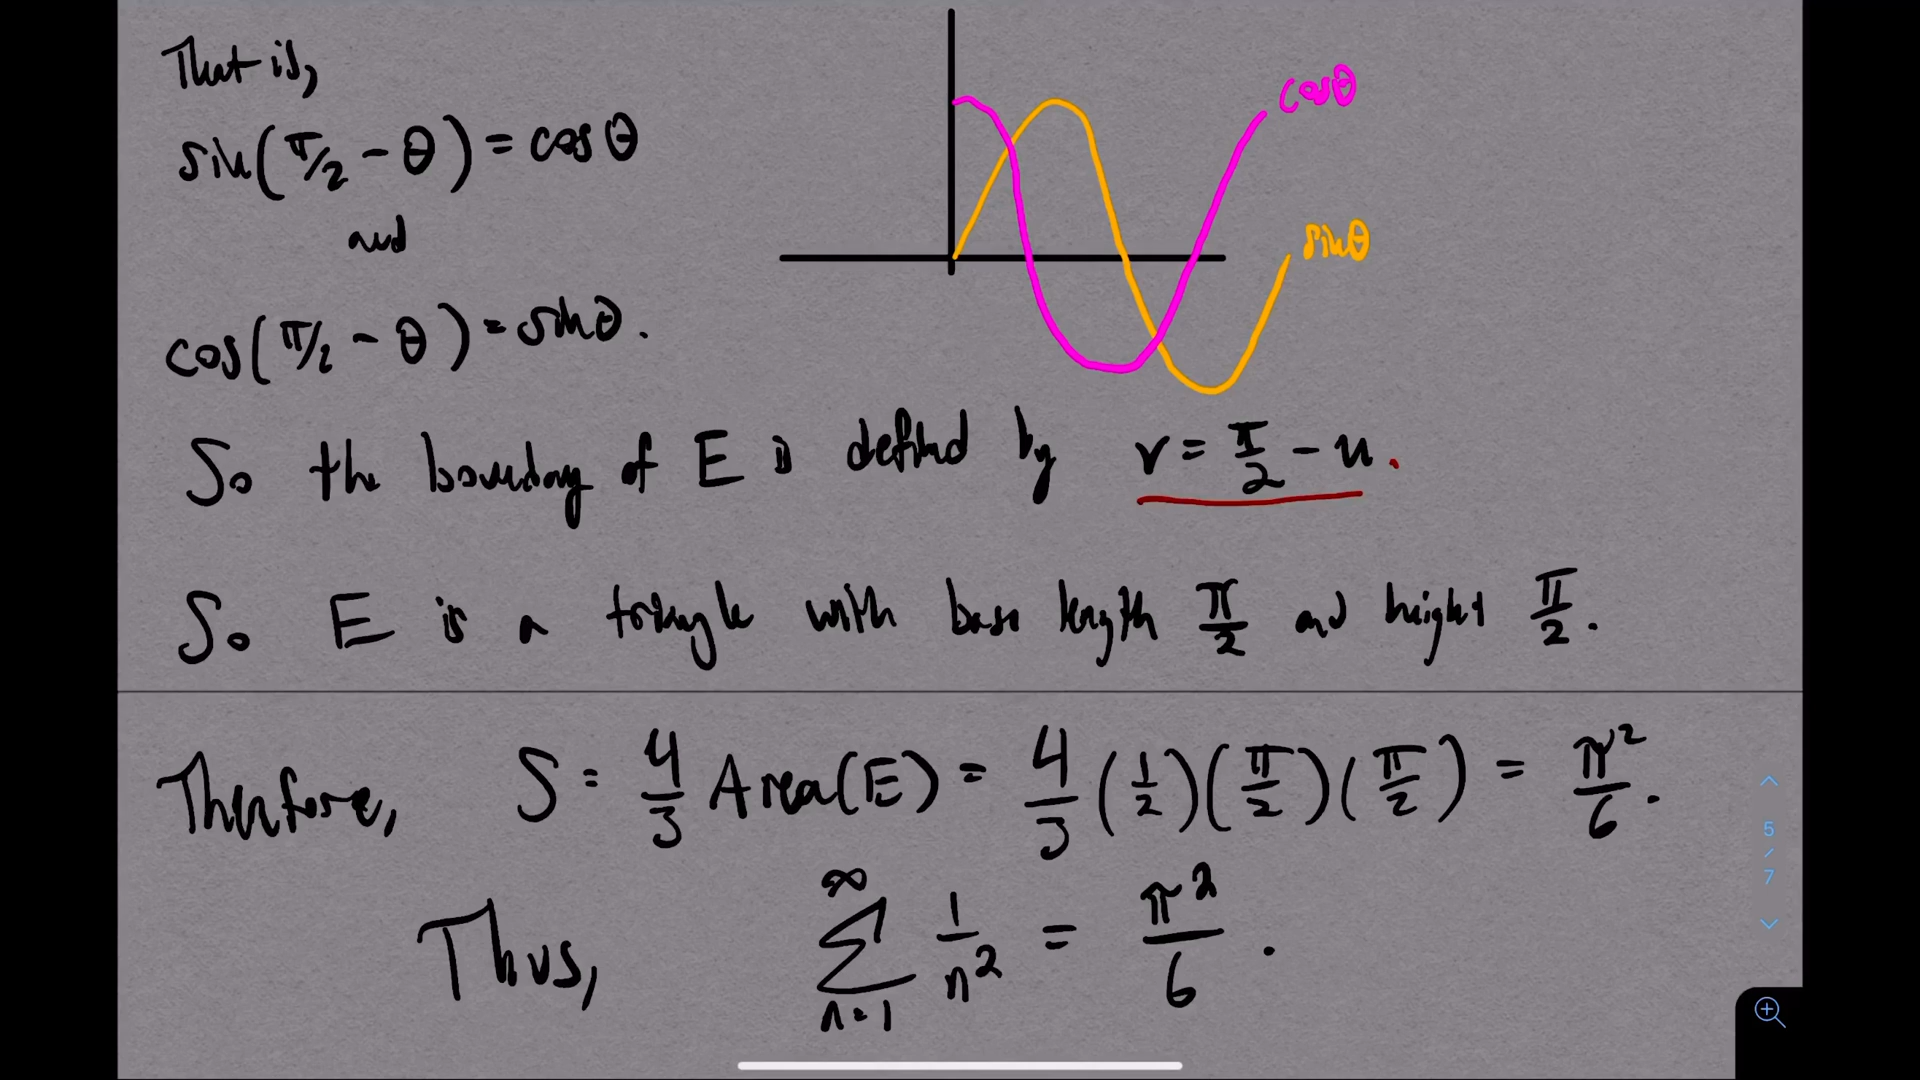 That is,
sin(π/2 − θ) = cos θ
and
cos(π/2 − θ) = sin θ.
cos θ
sin θ
So the boundary of E is defined by v = π/2 − u.
So E is a triangle with base length π/2 and height π/2.
Therefore, S = 4/3 Area(E) = 4/3 (1/2)(π/2)(π/2) = π²/6.
Thus, ∑_{n=1}^{∞} 1/n² = π²/6.
5
/
7